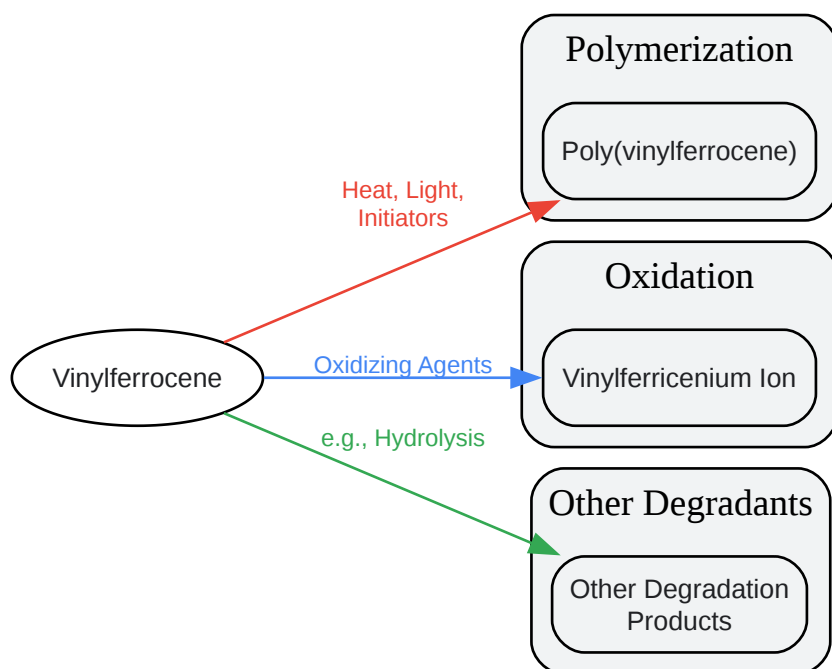 Polymerization
Poly(vinylferrocene)
Heat, Light,
Initiators
Oxidation
Vinylferrocene
Oxidizing Agents
Vinylferricenium Ion
e.g., Hydrolysis
Other Degradants
Other Degradation
Products